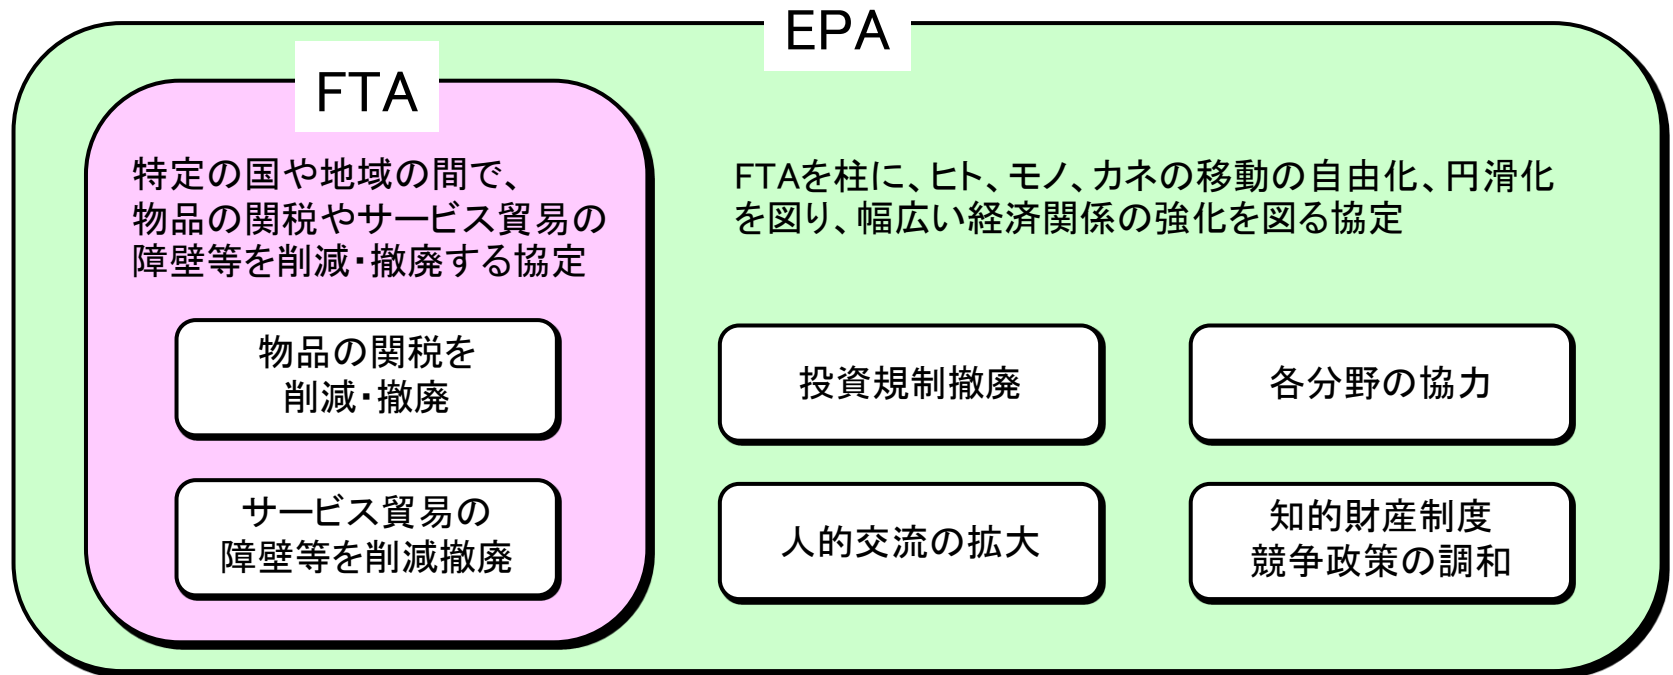 EPA
FTA
特定の国や地域の間で、
物品の関税やサービス貿易の
障壁等を削減・撤廃する協定
物品の関税を
削減・撤廃
サービス貿易の
障壁等を削減撤廃
FTAを柱に、ヒト、モノ、カネの移動の自由化、円滑化
を図り、幅広い経済関係の強化を図る協定
投資規制撤廃
各分野の協力
人的交流の拡大
知的財産制度
競争政策の調和